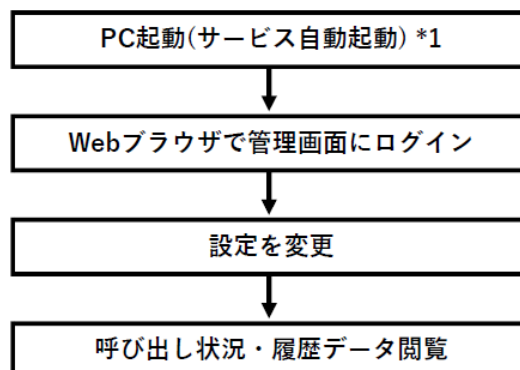 PC起動(サービス自動起動) *1
Webブラウザで管理画面にログイン
設定を変更
呼び出し状況・履歴データ閲覧